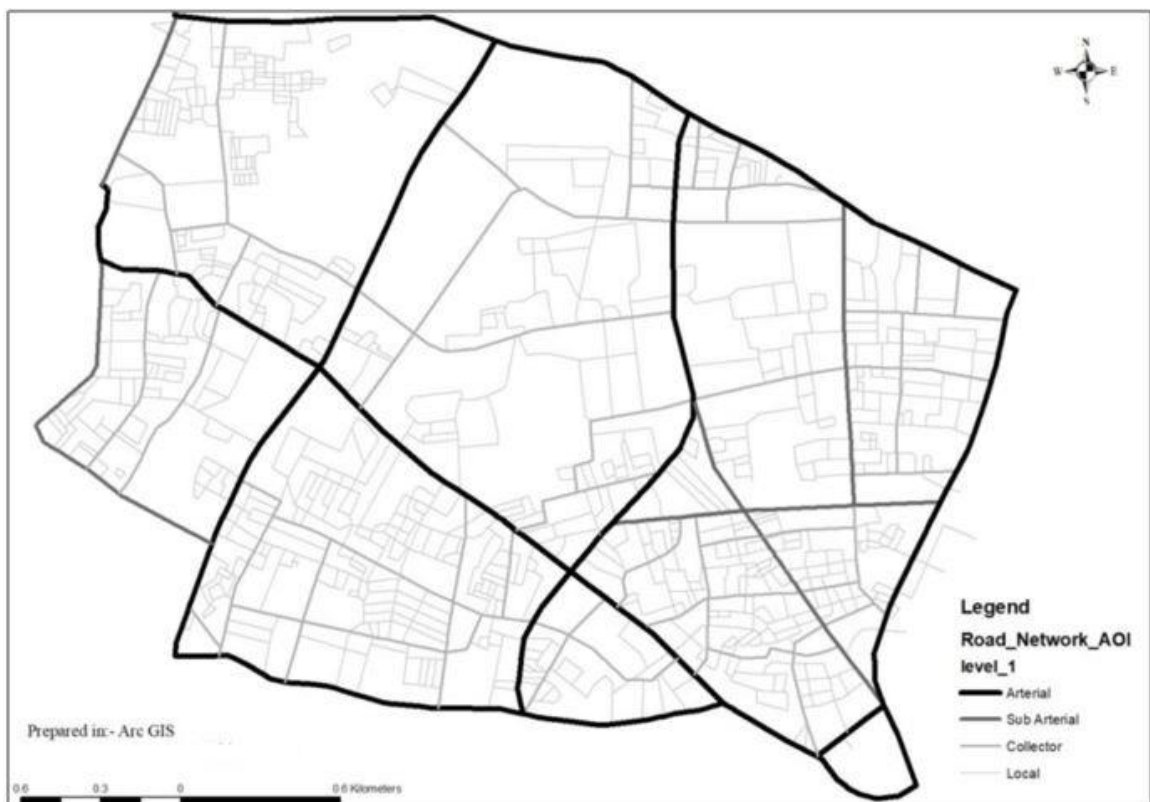 N
W E
S
Legend
Road_Network_AOI
level_1
Arterial
Sub Arterial
Collector
Local
Prepared in:- Arc GIS
0.6 0.3 0 0.6 Kilometers